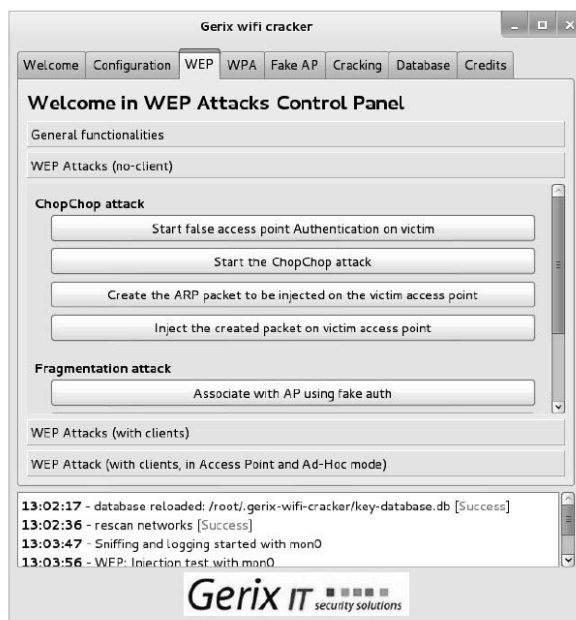 Gerix wifi cracker
Welcome Configuration WEP WPA Fake AP Cracking Database Credits
Welcome in WEP Attacks Control Panel
General functionalities
WEP Attacks (no-client)
ChopChop attack
Start false access point Authentication on victim
Start the ChopChop attack
Create the ARP packet to be injected on the victim access point
Inject the created packet on victim access point
Fragmentation attack
Associate with AP using fake auth
WEP Attacks (with clients)
WEP Attack (with clients, in Access Point and Ad-Hoc mode)
13:02:17 - database reloaded: /root/.gerix-wifi-cracker/key-database.db [Success]
13:02:36 - rescan networks [Success]
13:03:47 - Sniffing and logging started with mon0
13:03:56 - WEP: Injection test with mon0
Gerix IT security solutions